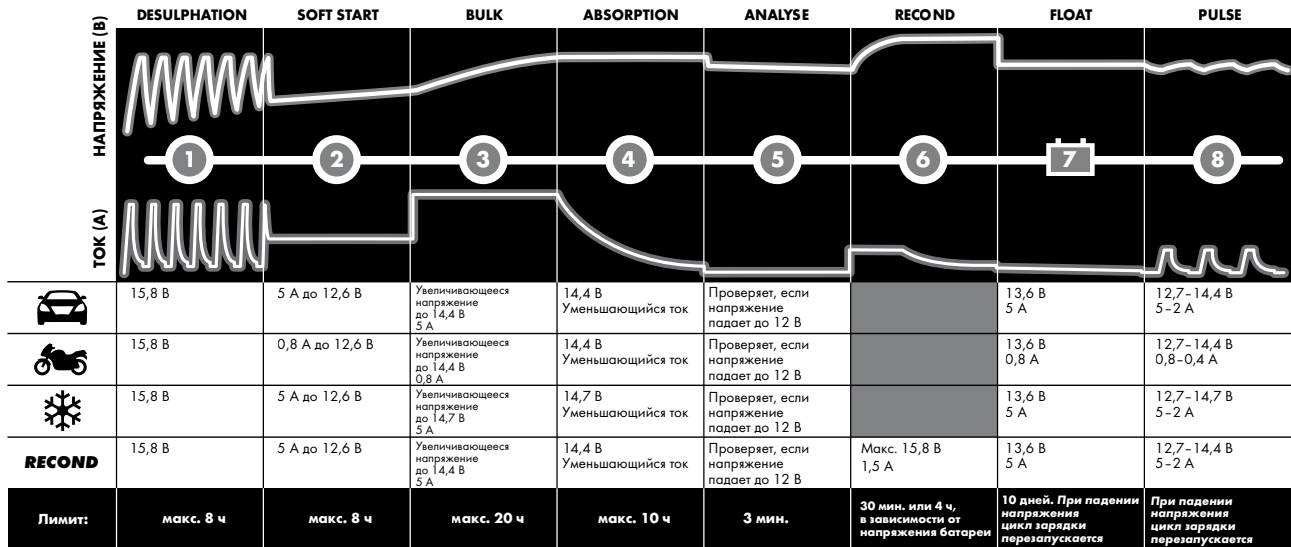 DESULPHATION SOFT START BULK ABSORPTION ANALYSE RECOND FLOAT PULSE
НАПРЯЖЕНИЕ (В)
1 2 3 4 5 6 7 8
ТОК (А)
15,8 В
5 А до 12,6 В
Увеличивающееся
напряжение
до 14,4 В
5 А
14,4 В
Уменьшающийся ток
Проверяет, если
напряжение
падает до 12 В
13,6 В
5 А
12,7–14,4 В
5–2 А
15,8 В
0,8 А до 12,6 В
Увеличивающееся
напряжение
до 14,4 В
0,8 А
14,4 В
Уменьшающийся ток
Проверяет, если
напряжение
падает до 12 В
13,6 В
0,8 А
12,7–14,4 В
0,8–0,4 А
15,8 В
5 А до 12,6 В
Увеличивающееся
напряжение
до 14,7 В
5 А
14,7 В
Уменьшающийся ток
Проверяет, если
напряжение
падает до 12 В
13,6 В
5 А
12,7–14,7 В
5–2 А
RECOND
15,8 В
5 А до 12,6 В
Увеличивающееся
напряжение
до 14,4 В
5 А
14,4 В
Уменьшающийся ток
Проверяет, если
напряжение
падает до 12 В
Макс. 15,8 В
1,5 А
13,6 В
5 А
12,7–14,4 В
5–2 А
Лимит:
макс. 8 ч
макс. 8 ч
макс. 20 ч
макс. 10 ч
3 мин.
30 мин. или 4 ч,
в зависимости от
напряжения батареи
10 дней. При падении
напряжения
цикл зарядки
перезапускается
При падении
напряжения
цикл зарядки
перезапускается